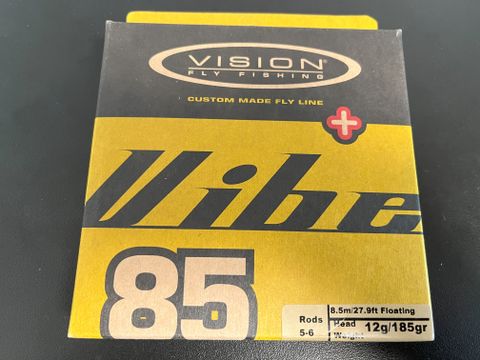 VISION®
FLY FISHING
CUSTOM MADE FLY LINE
+
Vibe
85
8.5m/27.9ft Floating
Rods
5-6
Head
Weight
12g/185gr